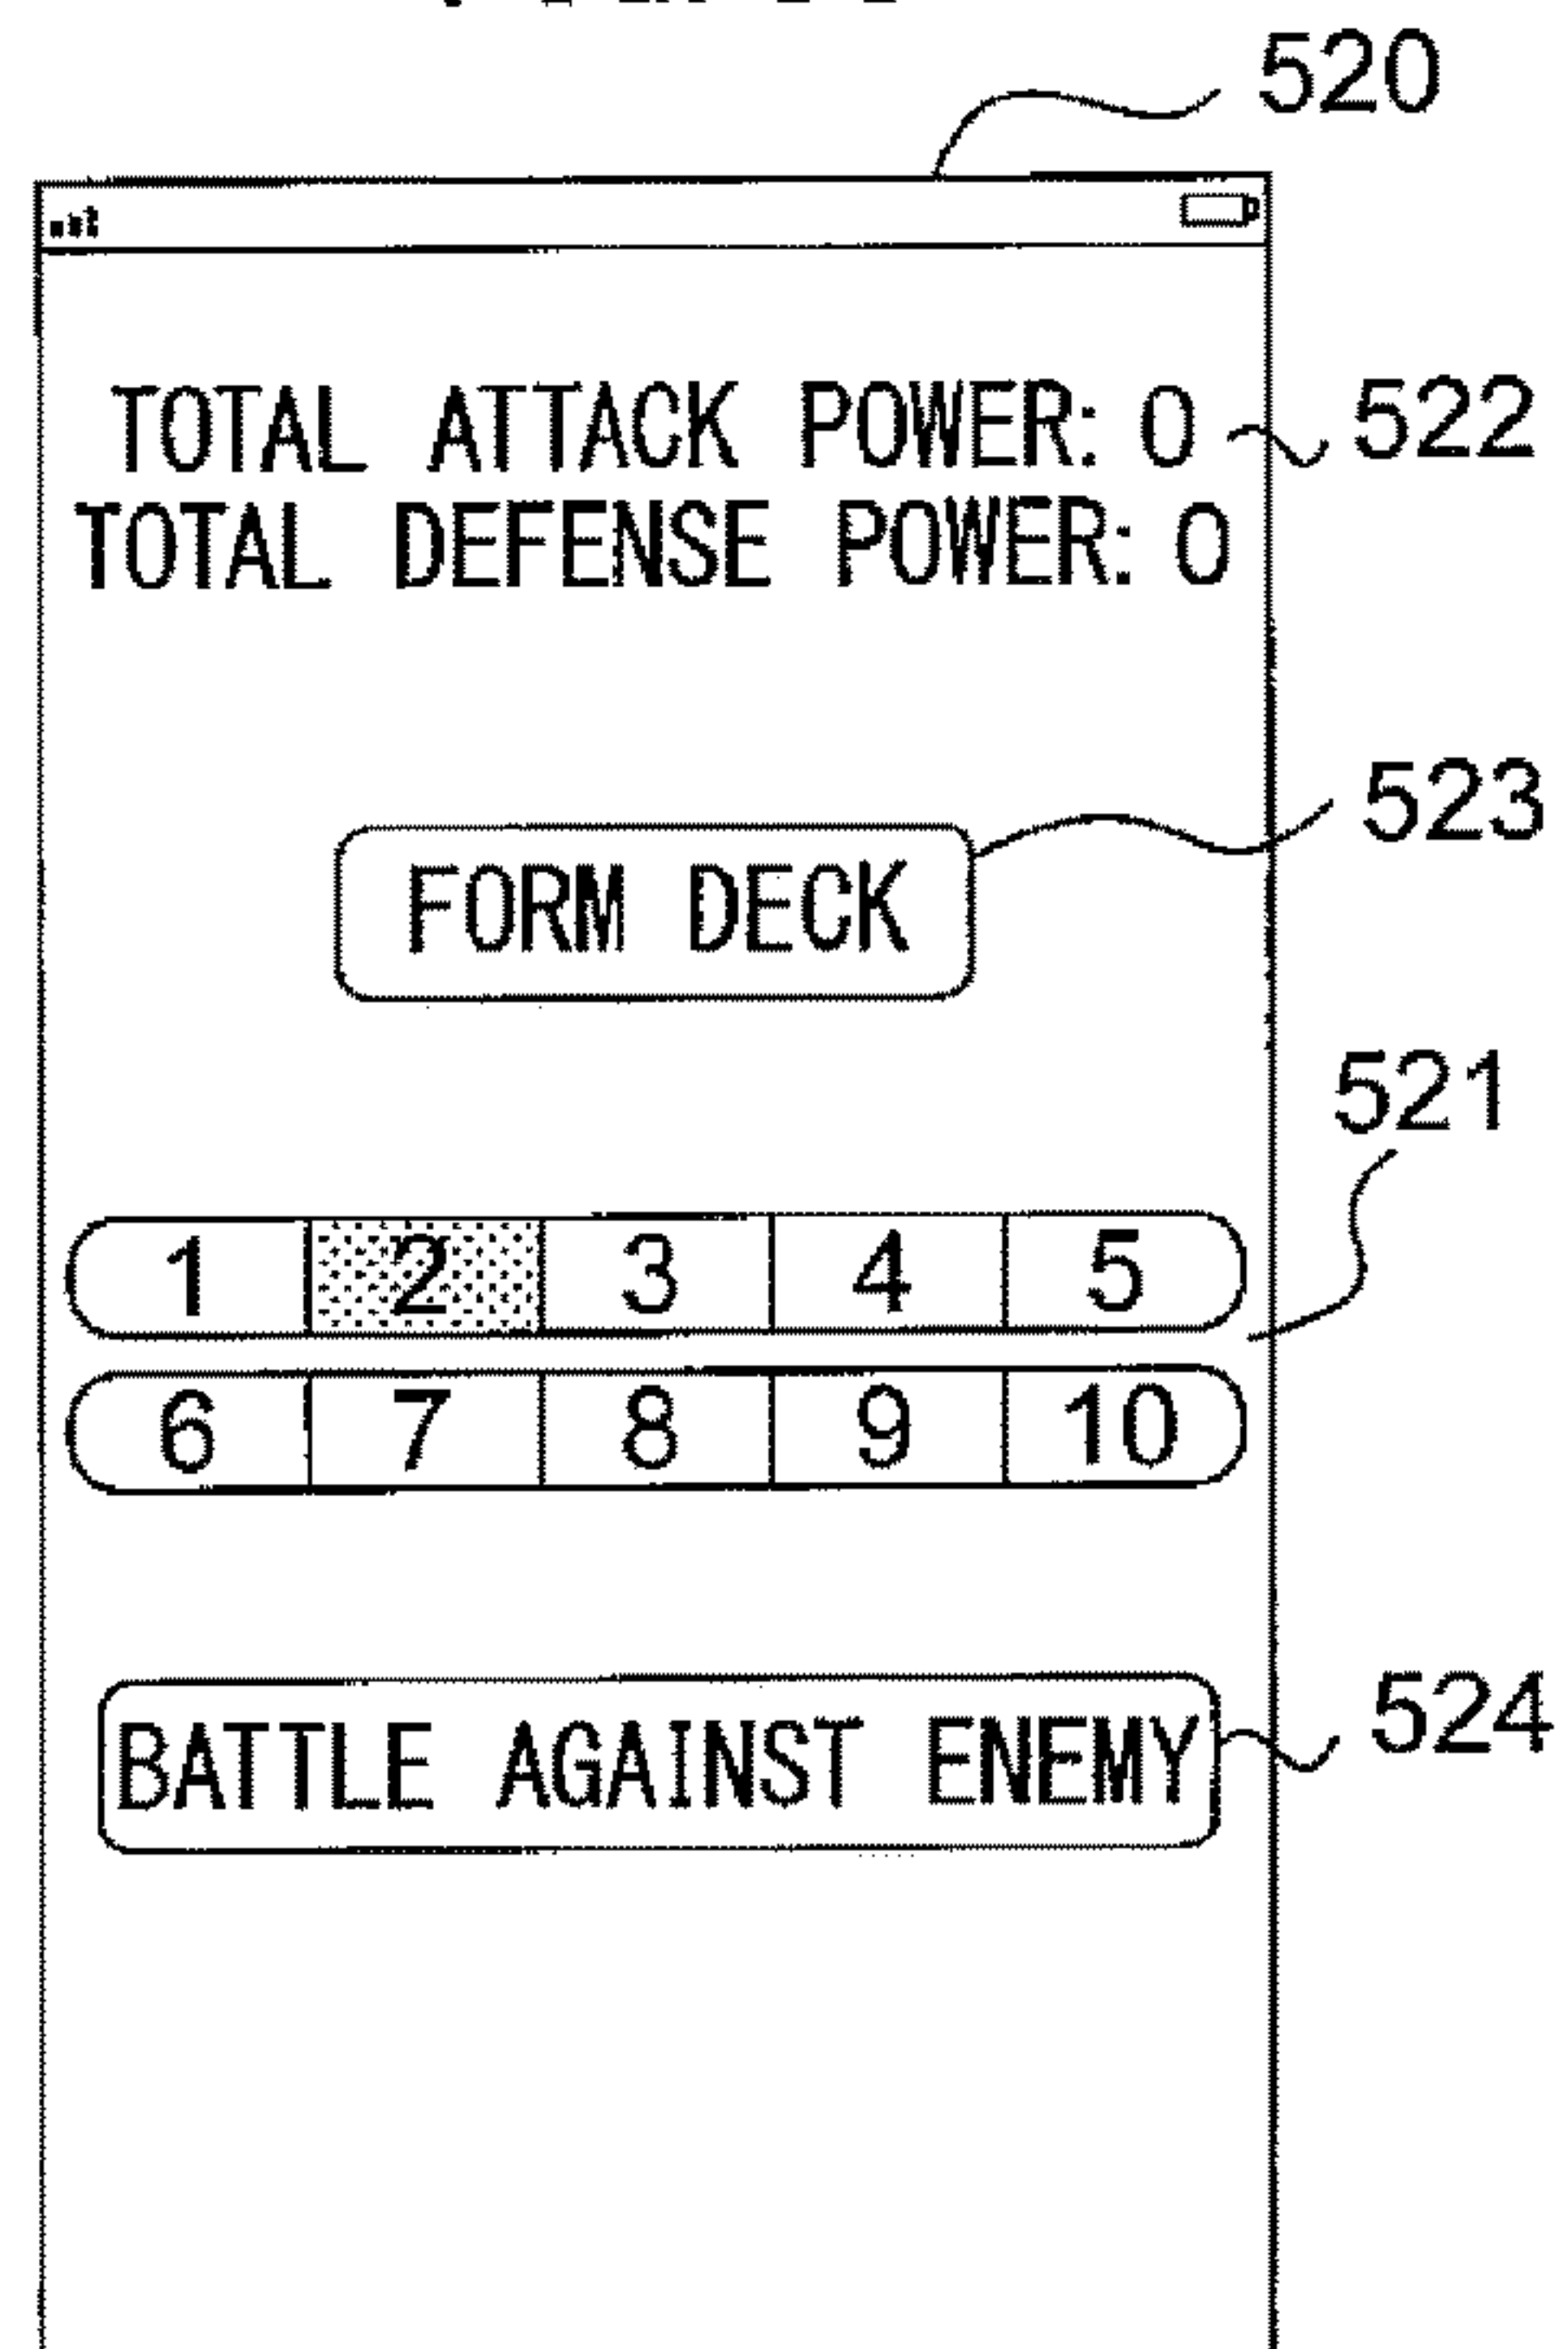 520
TOTAL ATTACK POWER: 0 522
TOTAL DEFENSE POWER: 0
523
FORM DECK
521
1 2 3 4 5
6 7 8 9 10
524
BATTLE AGAINST ENEMY